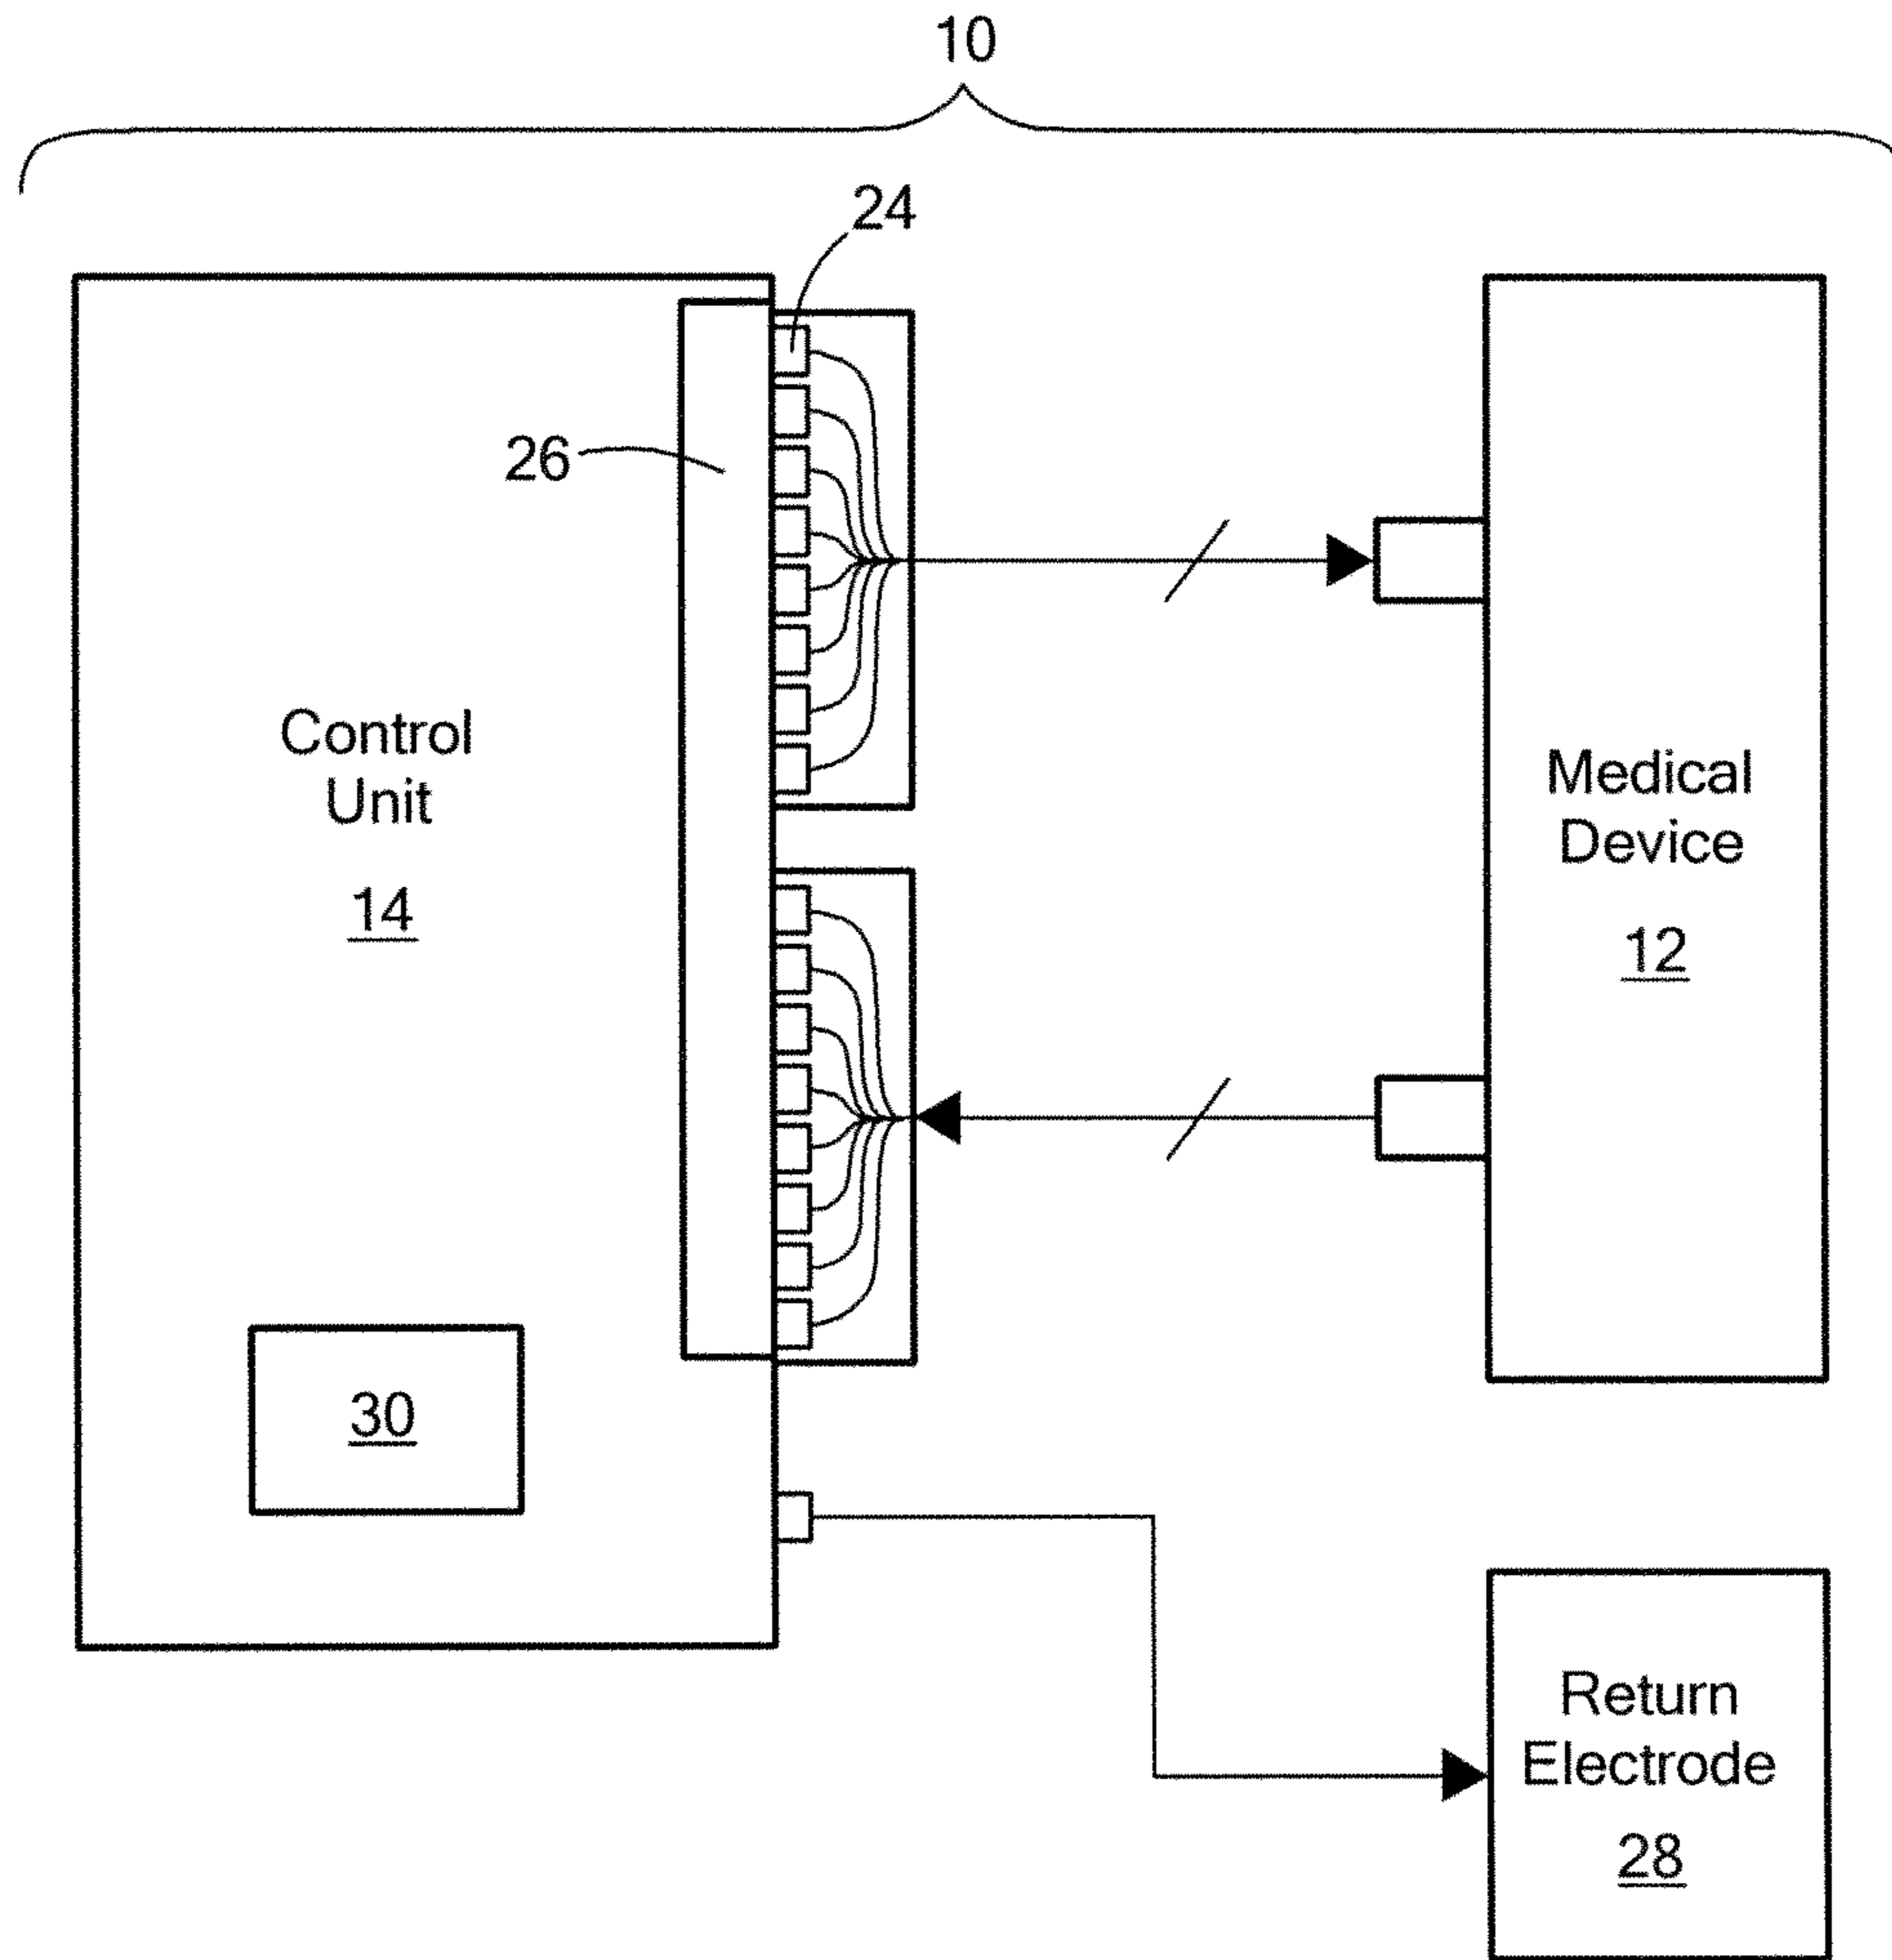 10
24
26
Control
Unit
14
Medical
Device
12
30
Return
Electrode
28